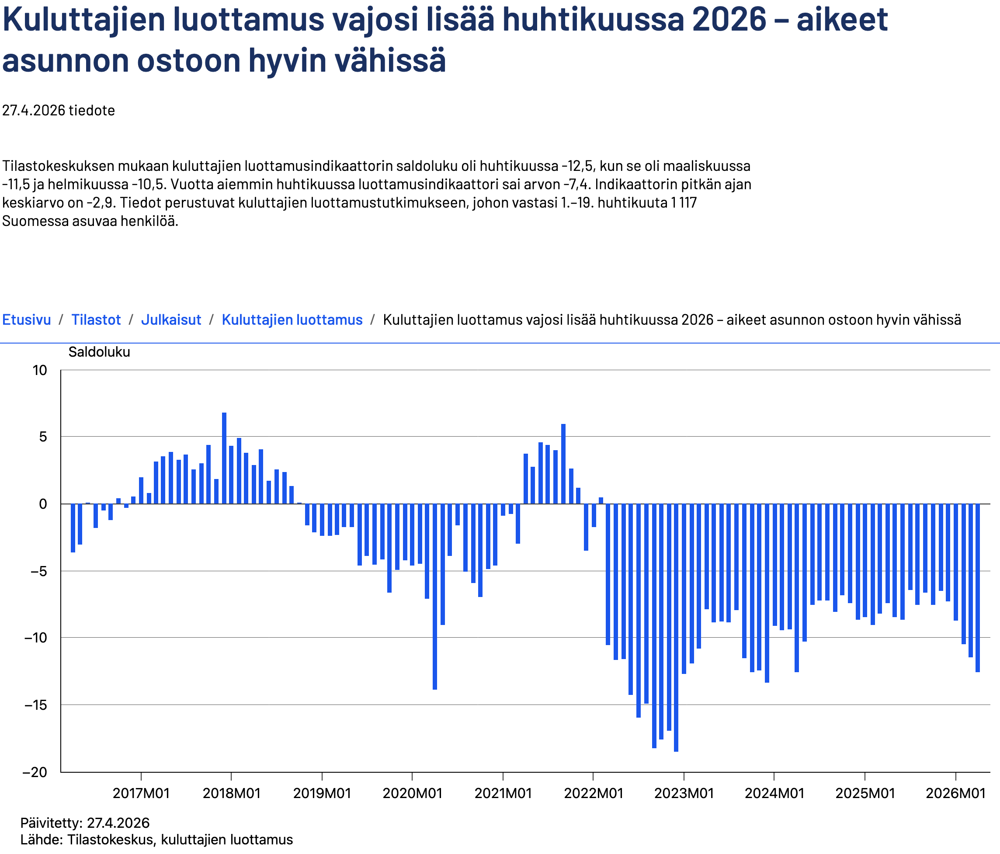 Kuluttajien luottamus vajosi lisää huhtikuussa 2026 – aikeet
asunnon ostoon hyvin vähissä
27.4.2026 tiedote
Tilastokeskuksen mukaan kuluttajien luottamusindikaattorin saldoluku oli huhtikuussa -12,5, kun se oli maaliskuussa
-11,5 ja helmikuussa -10,5. Vuotta aiemmin huhtikuussa luottamusindikaattori sai arvon -7,4. Indikaattorin pitkän ajan
keskiarvo on -2,9. Tiedot perustuvat kuluttajien luottamustutkimukseen, johon vastasi 1.–19. huhtikuuta 1 117
Suomessa asuvaa henkilöä.
Etusivu / Tilastot / Julkaisut / Kuluttajien luottamus / Kuluttajien luottamus vajosi lisää huhtikuussa 2026 – aikeet asunnon ostoon hyvin vähissä
Saldoluku
10
5
0
–5
–10
–15
–20
2017M01 2018M01 2019M01 2020M01 2021M01 2022M01 2023M01 2024M01 2025M01 2026M01
Päivitetty: 27.4.2026
Lähde: Tilastokeskus, kuluttajien luottamus